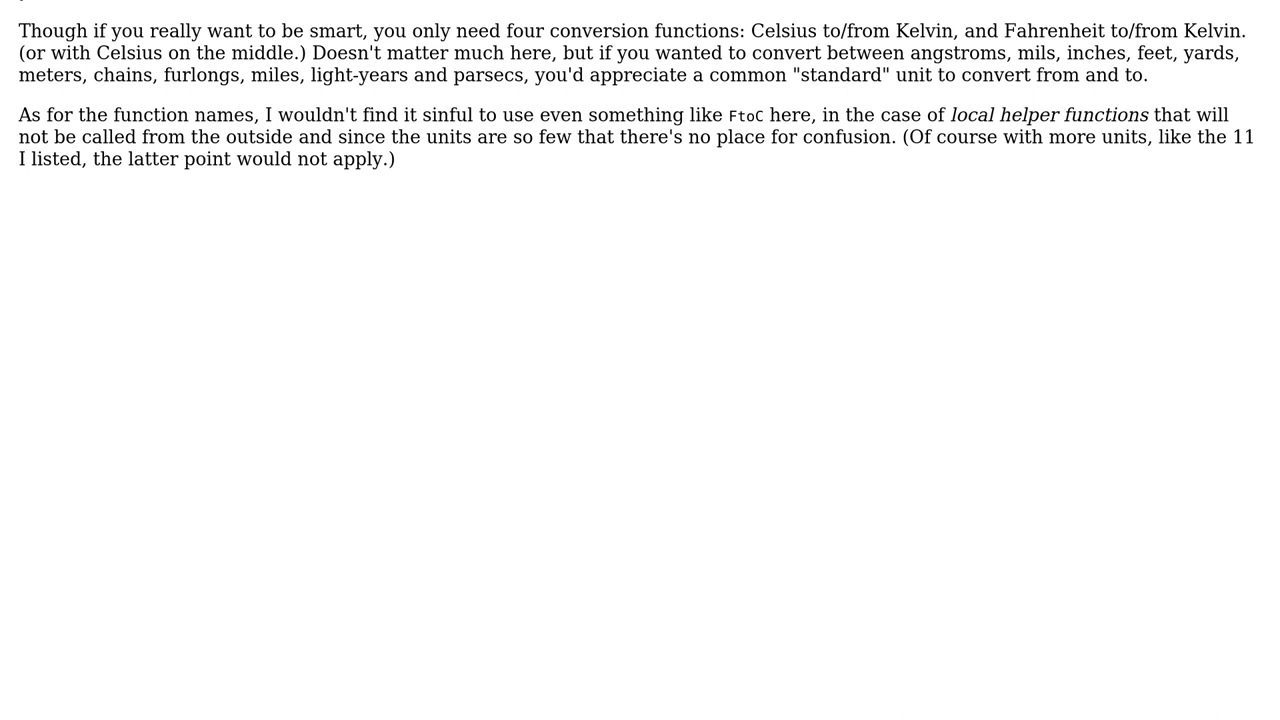 Though if you really want to be smart, you only need four conversion functions: Celsius to/from Kelvin, and Fahrenheit to/from Kelvin.
(or with Celsius on the middle.) Doesn't matter much here, but if you wanted to convert between angstroms, mils, inches, feet, yards,
meters, chains, furlongs, miles, light-years and parsecs, you'd appreciate a common "standard" unit to convert from and to.
As for the function names, I wouldn't find it sinful to use even something like FtoC here, in the case of local helper functions that will
not be called from the outside and since the units are so few that there's no place for confusion. (Of course with more units, like the 11
I listed, the latter point would not apply.)